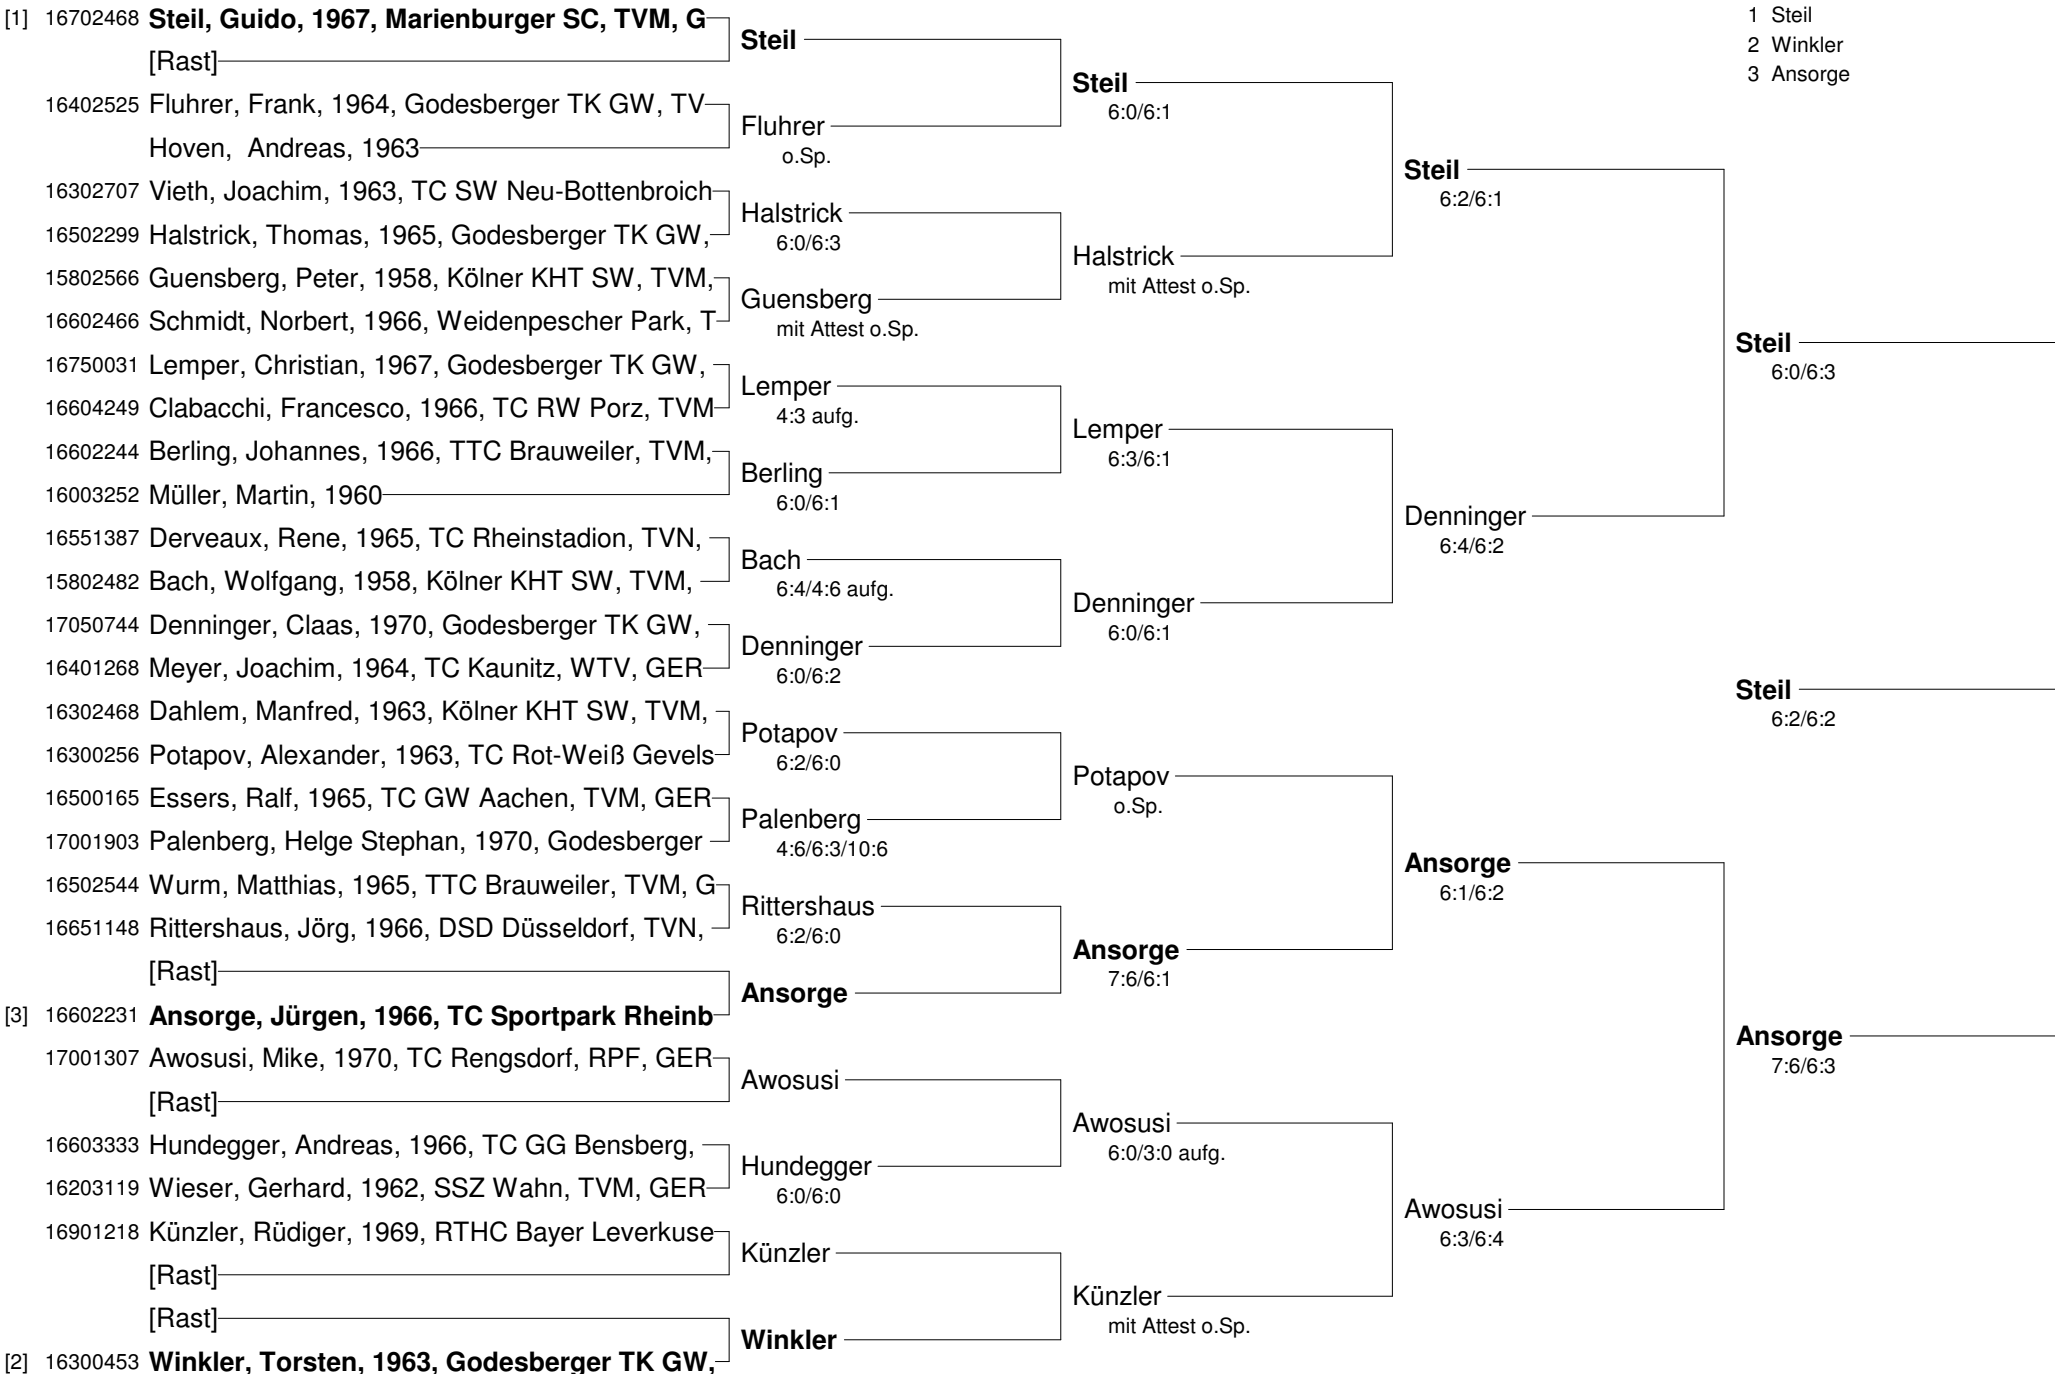 [1] 16702468 Steil, Guido, 1967, Marienburger SC, TVM, G
[Rast]
16402525 Fluhrer, Frank, 1964, Godesberger TK GW, TV
Hoven, Andreas, 1963
16302707 Vieth, Joachim, 1963, TC SW Neu-Bottenbroich
16502299 Halstrick, Thomas, 1965, Godesberger TK GW,
15802566 Guensberg, Peter, 1958, Kölner KHT SW, TVM,
16602466 Schmidt, Norbert, 1966, Weidenpescher Park, T
16750031 Lemper, Christian, 1967, Godesberger TK GW,
16604249 Clabacchi, Francesco, 1966, TC RW Porz, TVM
16602244 Berling, Johannes, 1966, TTC Brauweiler, TVM,
16003252 Müller, Martin, 1960
16551387 Derveaux, Rene, 1965, TC Rheinstadion, TVN,
15802482 Bach, Wolfgang, 1958, Kölner KHT SW, TVM,
17050744 Denninger, Claas, 1970, Godesberger TK GW,
16401268 Meyer, Joachim, 1964, TC Kaunitz, WTV, GER
16302468 Dahlem, Manfred, 1963, Kölner KHT SW, TVM,
16300256 Potapov, Alexander, 1963, TC Rot-Weiß Gevels
16500165 Essers, Ralf, 1965, TC GW Aachen, TVM, GER
17001903 Palenberg, Helge Stephan, 1970, Godesberger
16502544 Wurm, Matthias, 1965, TTC Brauweiler, TVM, G
16651148 Rittershaus, Jörg, 1966, DSD Düsseldorf, TVN,
[Rast]
[3] 16602231 Ansorge, Jürgen, 1966, TC Sportpark Rheinb
17001307 Awosusi, Mike, 1970, TC Rengsdorf, RPF, GER
[Rast]
16603333 Hundegger, Andreas, 1966, TC GG Bensberg,
16203119 Wieser, Gerhard, 1962, SSZ Wahn, TVM, GER
16901218 Künzler, Rüdiger, 1969, RTHC Bayer Leverkuse
[Rast]
[Rast]
[2] 16300453 Winkler, Torsten, 1963, Godesberger TK GW,
Steil
Fluhrer
o.Sp.
Halstrick
6:0/6:3
Guensberg
mit Attest o.Sp.
Lemper
4:3 aufg.
Berling
6:0/6:1
Bach
6:4/4:6 aufg.
Denninger
6:0/6:2
Potapov
6:2/6:0
Palenberg
4:6/6:3/10:6
Rittershaus
6:2/6:0
Ansorge
Awosusi
Hundegger
6:0/6:0
Künzler
Winkler
Steil
6:0/6:1
Halstrick
mit Attest o.Sp.
Lemper
6:3/6:1
Denninger
6:0/6:1
Potapov
o.Sp.
Ansorge
7:6/6:1
Awosusi
6:0/3:0 aufg.
Künzler
mit Attest o.Sp.
Steil
6:2/6:1
Denninger
6:4/6:2
Ansorge
6:1/6:2
Awosusi
6:3/6:4
1 Steil
2 Winkler
3 Ansorge
Steil
6:0/6:3
Steil
6:2/6:2
Ansorge
7:6/6:3